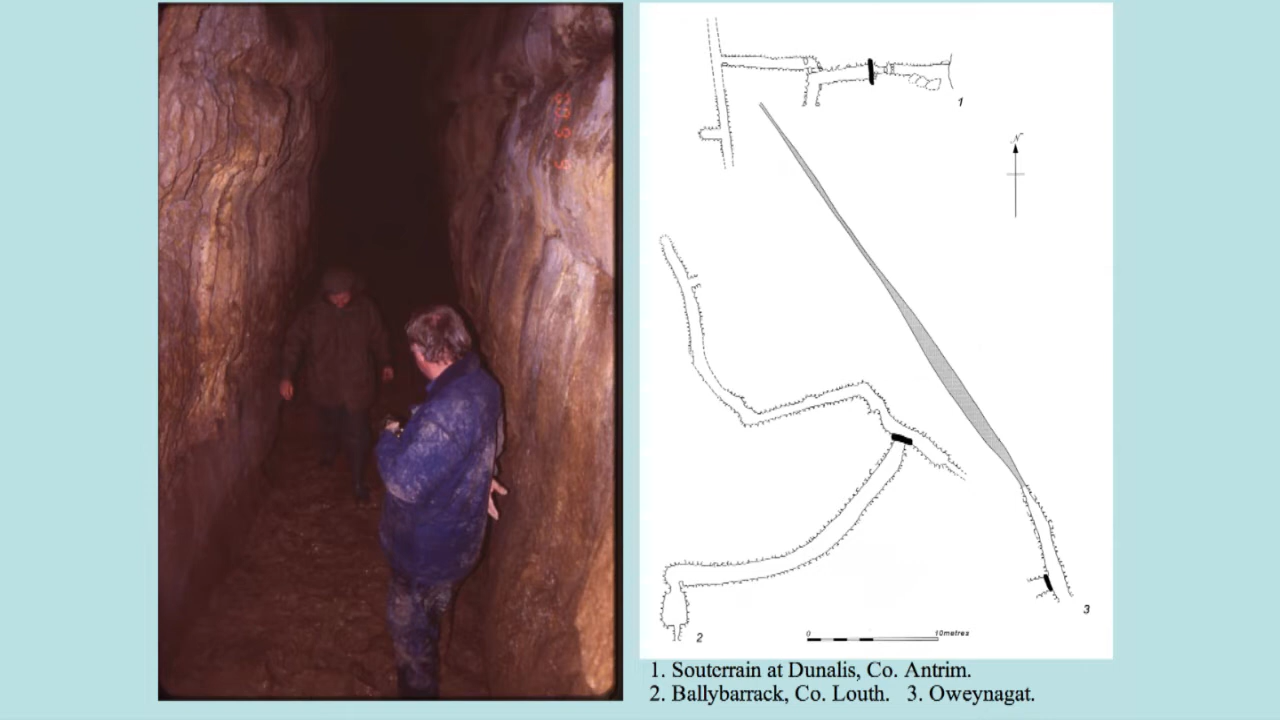 1
N
3
2
0 10metres
1. Souterrain at Dunalis, Co. Antrim.
2. Ballybarrack, Co. Louth. 3. Oweynagat.